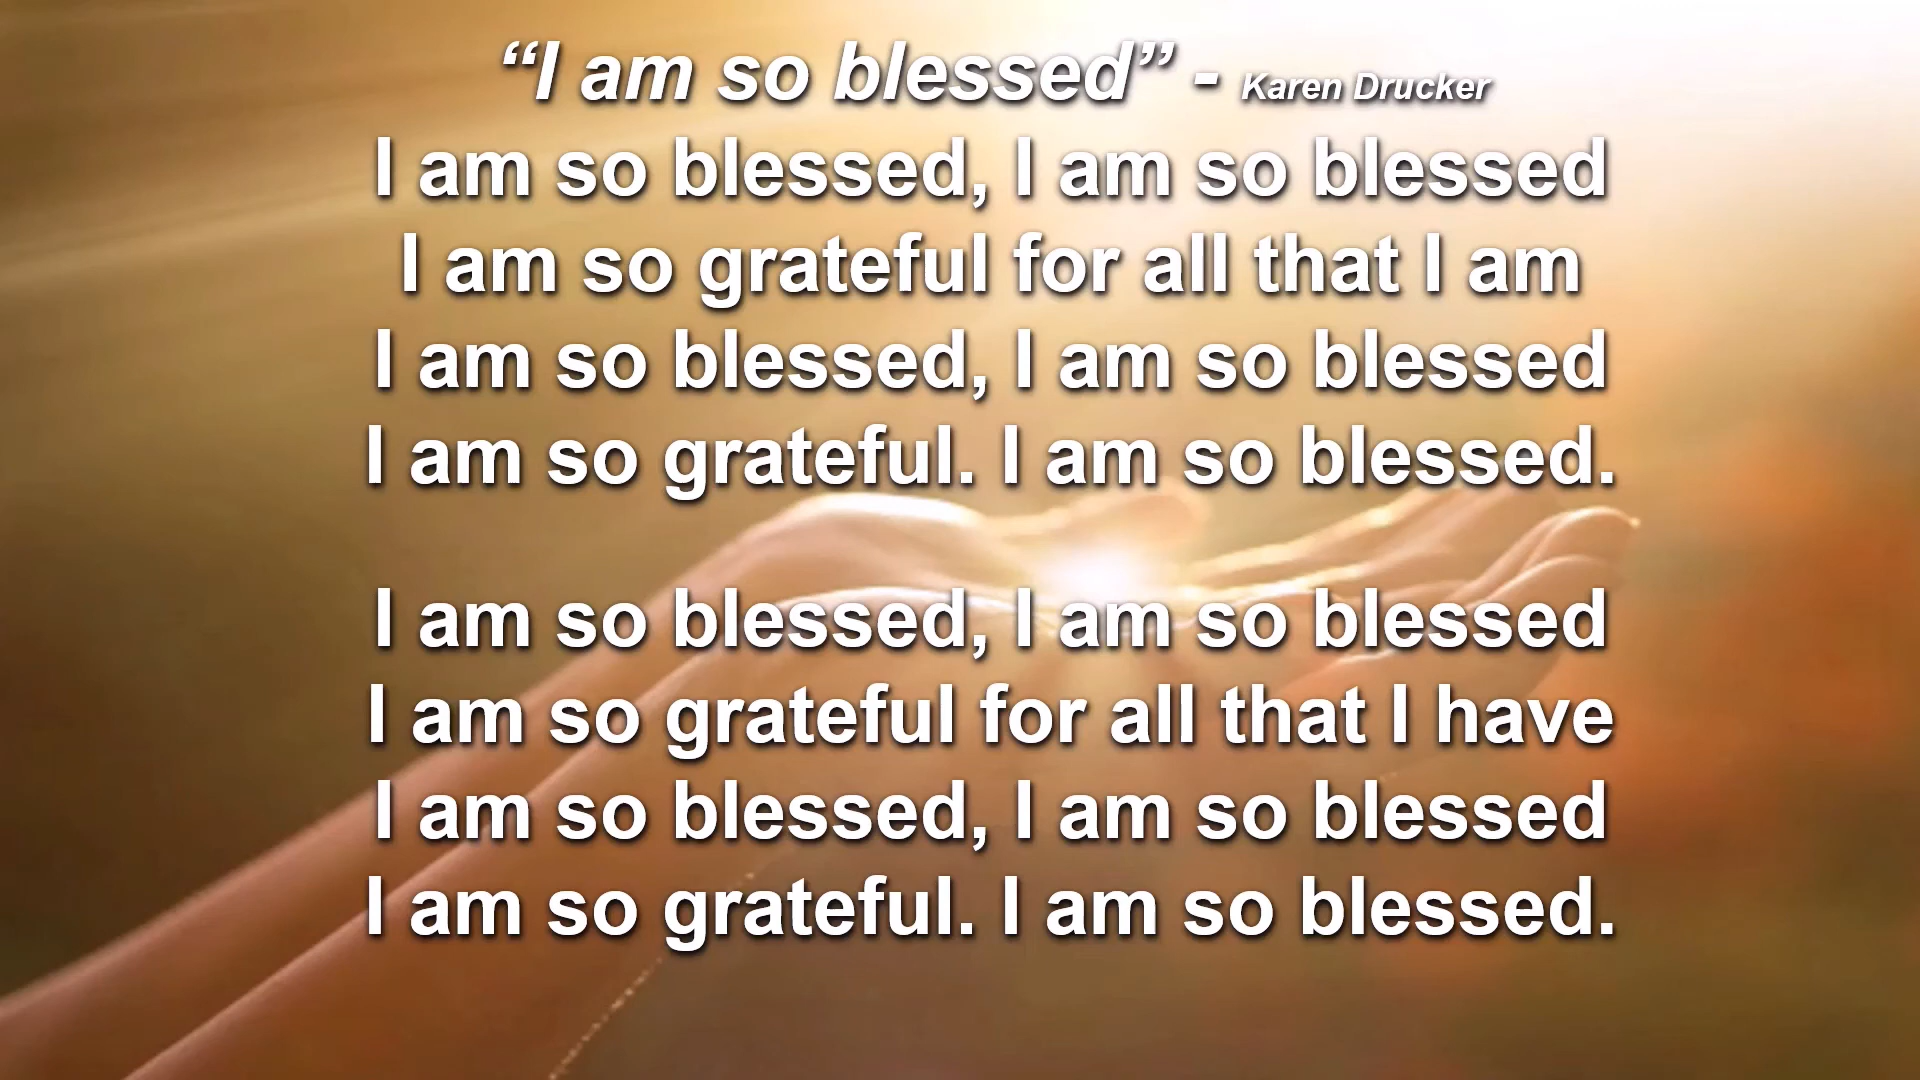 “I am so blessed” - Karen Drucker
I am so blessed, I am so blessed
I am so grateful for all that I am
I am so blessed, I am so blessed
I am so grateful. I am so blessed.
I am so blessed, I am so blessed
I am so grateful for all that I have
I am so blessed, I am so blessed
I am so grateful. I am so blessed.